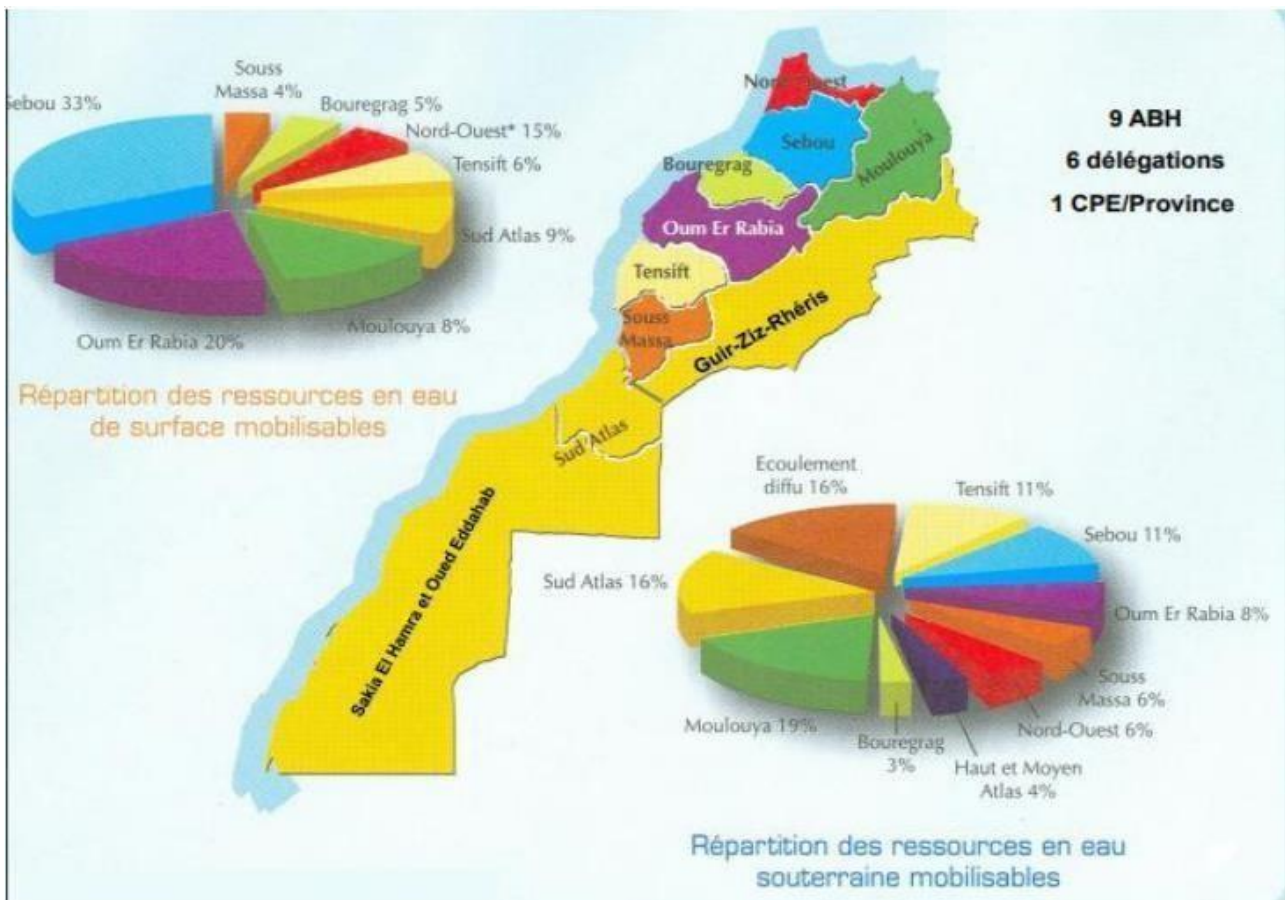 Souss
Massa 4%
Sebou 33%
Bouregrag 5%
Nord-Ouest* 15%
Tensift 6%
Sud Atlas 9%
Moulouya 8%
Oum Er Rabia 20%
Répartition des ressources en eau
de surface mobilisables
Nord-Ouest
Sebou
Moulouya
Bouregrag
Oum Er Rabia
Tensift
Souss
Massa
Guir-Ziz-Rhéris
Sud Atlas
Sakia El Hamra et Oued Eddahab
9 ABH
6 délégations
1 CPE/Province
Ecoulement
diffu 16%
Tensift 11%
Sebou 11%
Oum Er Rabia 8%
Souss
Massa 6%
Nord-Ouest 6%
Haut et Moyen
Atlas 4%
Bouregrag
3%
Moulouya 19%
Sud Atlas 16%
Répartition des ressources en eau
souterraine mobilisables